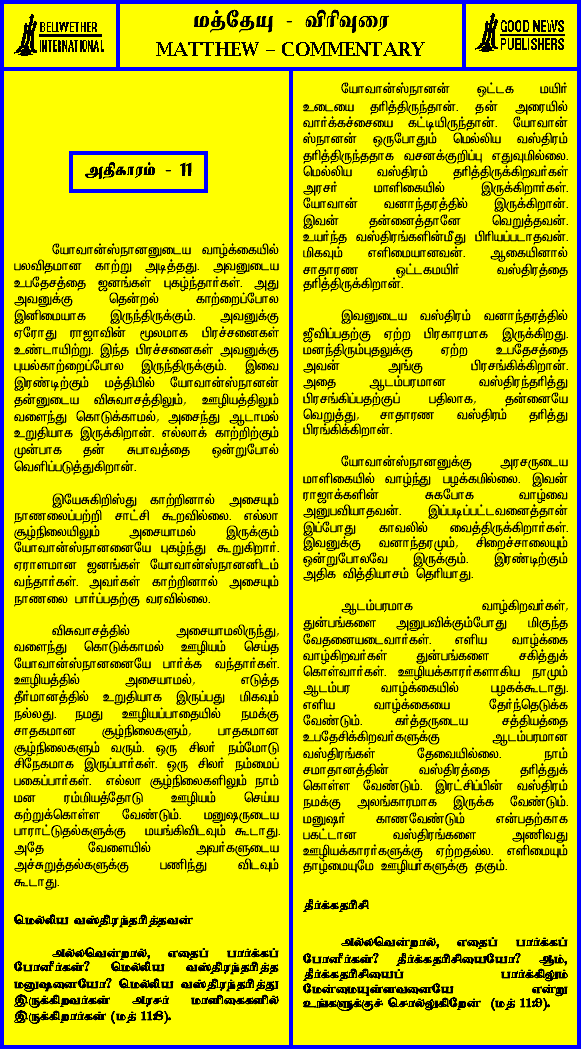 BELIWETHER
INTERNATIONAL
மத்தேயு - விரிவுரை
MATTHEW – COMMENTARY
GOOD NEWS
PUBLISHERS
அதிகாரம் - 11
யோவான்ஸ்நானனுடைய வாழ்க்கையில்
பலவிதமான காற்று அடித்தது. அவனுடைய
உபதேசத்தை ஜனங்கள் புகழ்ந்தார்கள். அது
அவனுக்கு தென்றல் காற்றைப்போல
இனிமையாக இருந்திருக்கும். அவனுக்கு
ஏரோது ராஜாவின் மூலமாக பிரச்சனைகள்
உண்டாயிற்று. இந்த பிரச்சனைகள் அவனுக்கு
புயல்காற்றைப்போல இருந்திருக்கும். இவை
இரண்டிற்கும் மத்தியில் யோவான்ஸ்நானன்
தன்னுடைய விசுவாசத்திலும், ஊழியத்திலும்
வளைந்து கொடுக்காமல், அசைந்து ஆடாமல்
உறுதியாக இருக்கிறான். எல்லாக் காற்றிற்கும்
முன்பாக தன் சுபாவத்தை ஒன்றுபோல்
வெளிப்படுத்துகிறான்.
இயேசுகிறிஸ்து காற்றினால் அசையும்
நாணலைப்பற்றி சாட்சி கூறவில்லை. எல்லா
சூழ்நிலையிலும் அசையாமல் இருக்கும்
யோவான்ஸ்நானனையே புகழ்ந்து கூறுகிறார்.
ஏராளமான ஜனங்கள் யோவான்ஸ்நானனிடம்
வந்தார்கள். அவர்கள் காற்றினால் அசையும்
நாணலை பார்ப்பதற்கு வரவில்லை.
விசுவாசத்தில் அசையாமலிருந்து,
வளைந்து கொடுக்காமல் ஊழியம் செய்த
யோவான்ஸ்நானனையே பார்க்க வந்தார்கள்.
ஊழியத்தில் அசையாமல், எடுத்த
தீர்மானத்தில் உறுதியாக இருப்பது மிகவும்
நல்லது. நமது ஊழியப்பாதையில் நமக்கு
சாதகமான சூழ்நிலைகளும், பாதகமான
சூழ்நிலைகளும் வரும். ஒரு சிலர் நம்மோடு
சிநேகமாக இருப்பார்கள். ஒரு சிலர் நம்மைப்
பகைப்பார்கள். எல்லா சூழ்நிலைகளிலும் நாம்
மன ரம்மியத்தோடு ஊழியம் செய்ய
கற்றுக்கொள்ள வேண்டும். மனுஷருடைய
பாராட்டுதல்களுக்கு மயங்கிவிடவும் கூடாது.
அதே வேளையில் அவர்களுடைய
அச்சுறுத்தல்களுக்கு பணிந்து விடவும்
கூடாது.
மெல்லிய வஸ்திரந்தரித்தவன்
அல்லவென்றால், எதைப் பார்க்கப்
போனீர்கள்? மெல்லிய வஸ்திரந்தரித்த
மனுஷனையோ? மெல்லிய வஸ்திரந்தரித்து
இருக்கிறவர்கள் அரசர் மாளிகைகளில்
இருக்கிறார்கள் (மத் 11:8).
யோவான்ஸ்நானன் ஒட்டக மயிர்
உடையை தரித்திருந்தான். தன் அரையில்
வார்க்கச்சையை கட்டியிருந்தான். யோவான்
ஸ்நானன் ஒருபோதும் மெல்லிய வஸ்திரம்
தரித்திருந்ததாக வசனக்குறிப்பு எதுவுமில்லை.
மெல்லிய வஸ்திரம் தரித்திருக்கிறவர்கள்
அரசர் மாளிகையில் இருக்கிறார்கள்.
யோவான் வனாந்தரத்தில் இருக்கிறான்.
இவன் தன்னைத்தானே வெறுத்தவன்.
உயர்ந்த வஸ்திரங்களின்மீது பிரியப்படாதவன்.
மிகவும் எளிமையானவன். ஆகையினால்
சாதாரண ஒட்டகமயிர் வஸ்திரத்தை
தரித்திருக்கிறான்.
இவனுடைய வஸ்திரம் வனாந்தரத்தில்
ஜீவிப்பதற்கு ஏற்ற பிரகாரமாக இருக்கிறது.
மனந்திரும்புதலுக்கு ஏற்ற உபதேசத்தை
அவன் அங்கு பிரசங்கிக்கிறான்.
அதை ஆடம்பரமான வஸ்திரந்தரித்து
பிரசங்கிப்பதற்குப் பதிலாக, தன்னையே
வெறுத்து, சாதாரண வஸ்திரம் தரித்து
பிரங்கிக்கிறான்.
யோவான்ஸ்நானனுக்கு அரசருடைய
மாளிகையில் வாழ்ந்து பழக்கமில்லை. இவன்
ராஜாக்களின் சுகபோக வாழ்வை
அனுபவியாதவன். இப்படிப்பட்டவனைத்தான்
இப்போது காவலில் வைத்திருக்கிறார்கள்.
இவனுக்கு வனாந்தரமும், சிறைச்சாலையும்
ஒன்றுபோலவே இருக்கும். இரண்டிற்கும்
அதிக வித்தியாசம் தெரியாது.
ஆடம்பரமாக வாழ்கிறவர்கள்,
துன்பங்களை அனுபவிக்கும்போது மிகுந்த
வேதனையடைவார்கள். எளிய வாழ்க்கை
வாழ்கிறவர்கள் துன்பங்களை சகித்துக்
கொள்வார்கள். ஊழியக்காரர்களாகிய நாமும்
ஆடம்பர வாழ்க்கையில் பழகக்கூடாது.
எளிய வாழ்க்கையை தேர்ந்தெடுக்க
வேண்டும். கர்த்தருடைய சத்தியத்தை
உபதேசிக்கிறவர்களுக்கு ஆடம்பரமான
வஸ்திரங்கள் தேவையில்லை. நாம்
சமாதானத்தின் வஸ்திரத்தை தரித்துக்
கொள்ள வேண்டும். இரட்சிப்பின் வஸ்திரம்
நமக்கு அலங்காரமாக இருக்க வேண்டும்.
மனுஷர் காணவேண்டும் என்பதற்காக
பகட்டான வஸ்திரங்களை அணிவது
ஊழியக்காரர்களுக்கு ஏற்றதல்ல. எளிமையும்
தாழ்மையுமே ஊழியர்களுக்கு தகும்.
தீர்க்கதரிசி
அல்லவென்றால், எதைப் பார்க்கப்
போனீர்கள்? தீர்க்கதரிசியையோ? ஆம்,
தீர்க்கதரிசியைப் பார்க்கிலும்
மேன்மையுள்ளவனையே என்று
உங்களுக்குச் சொல்லுகிறேன் (மத் 11:9).